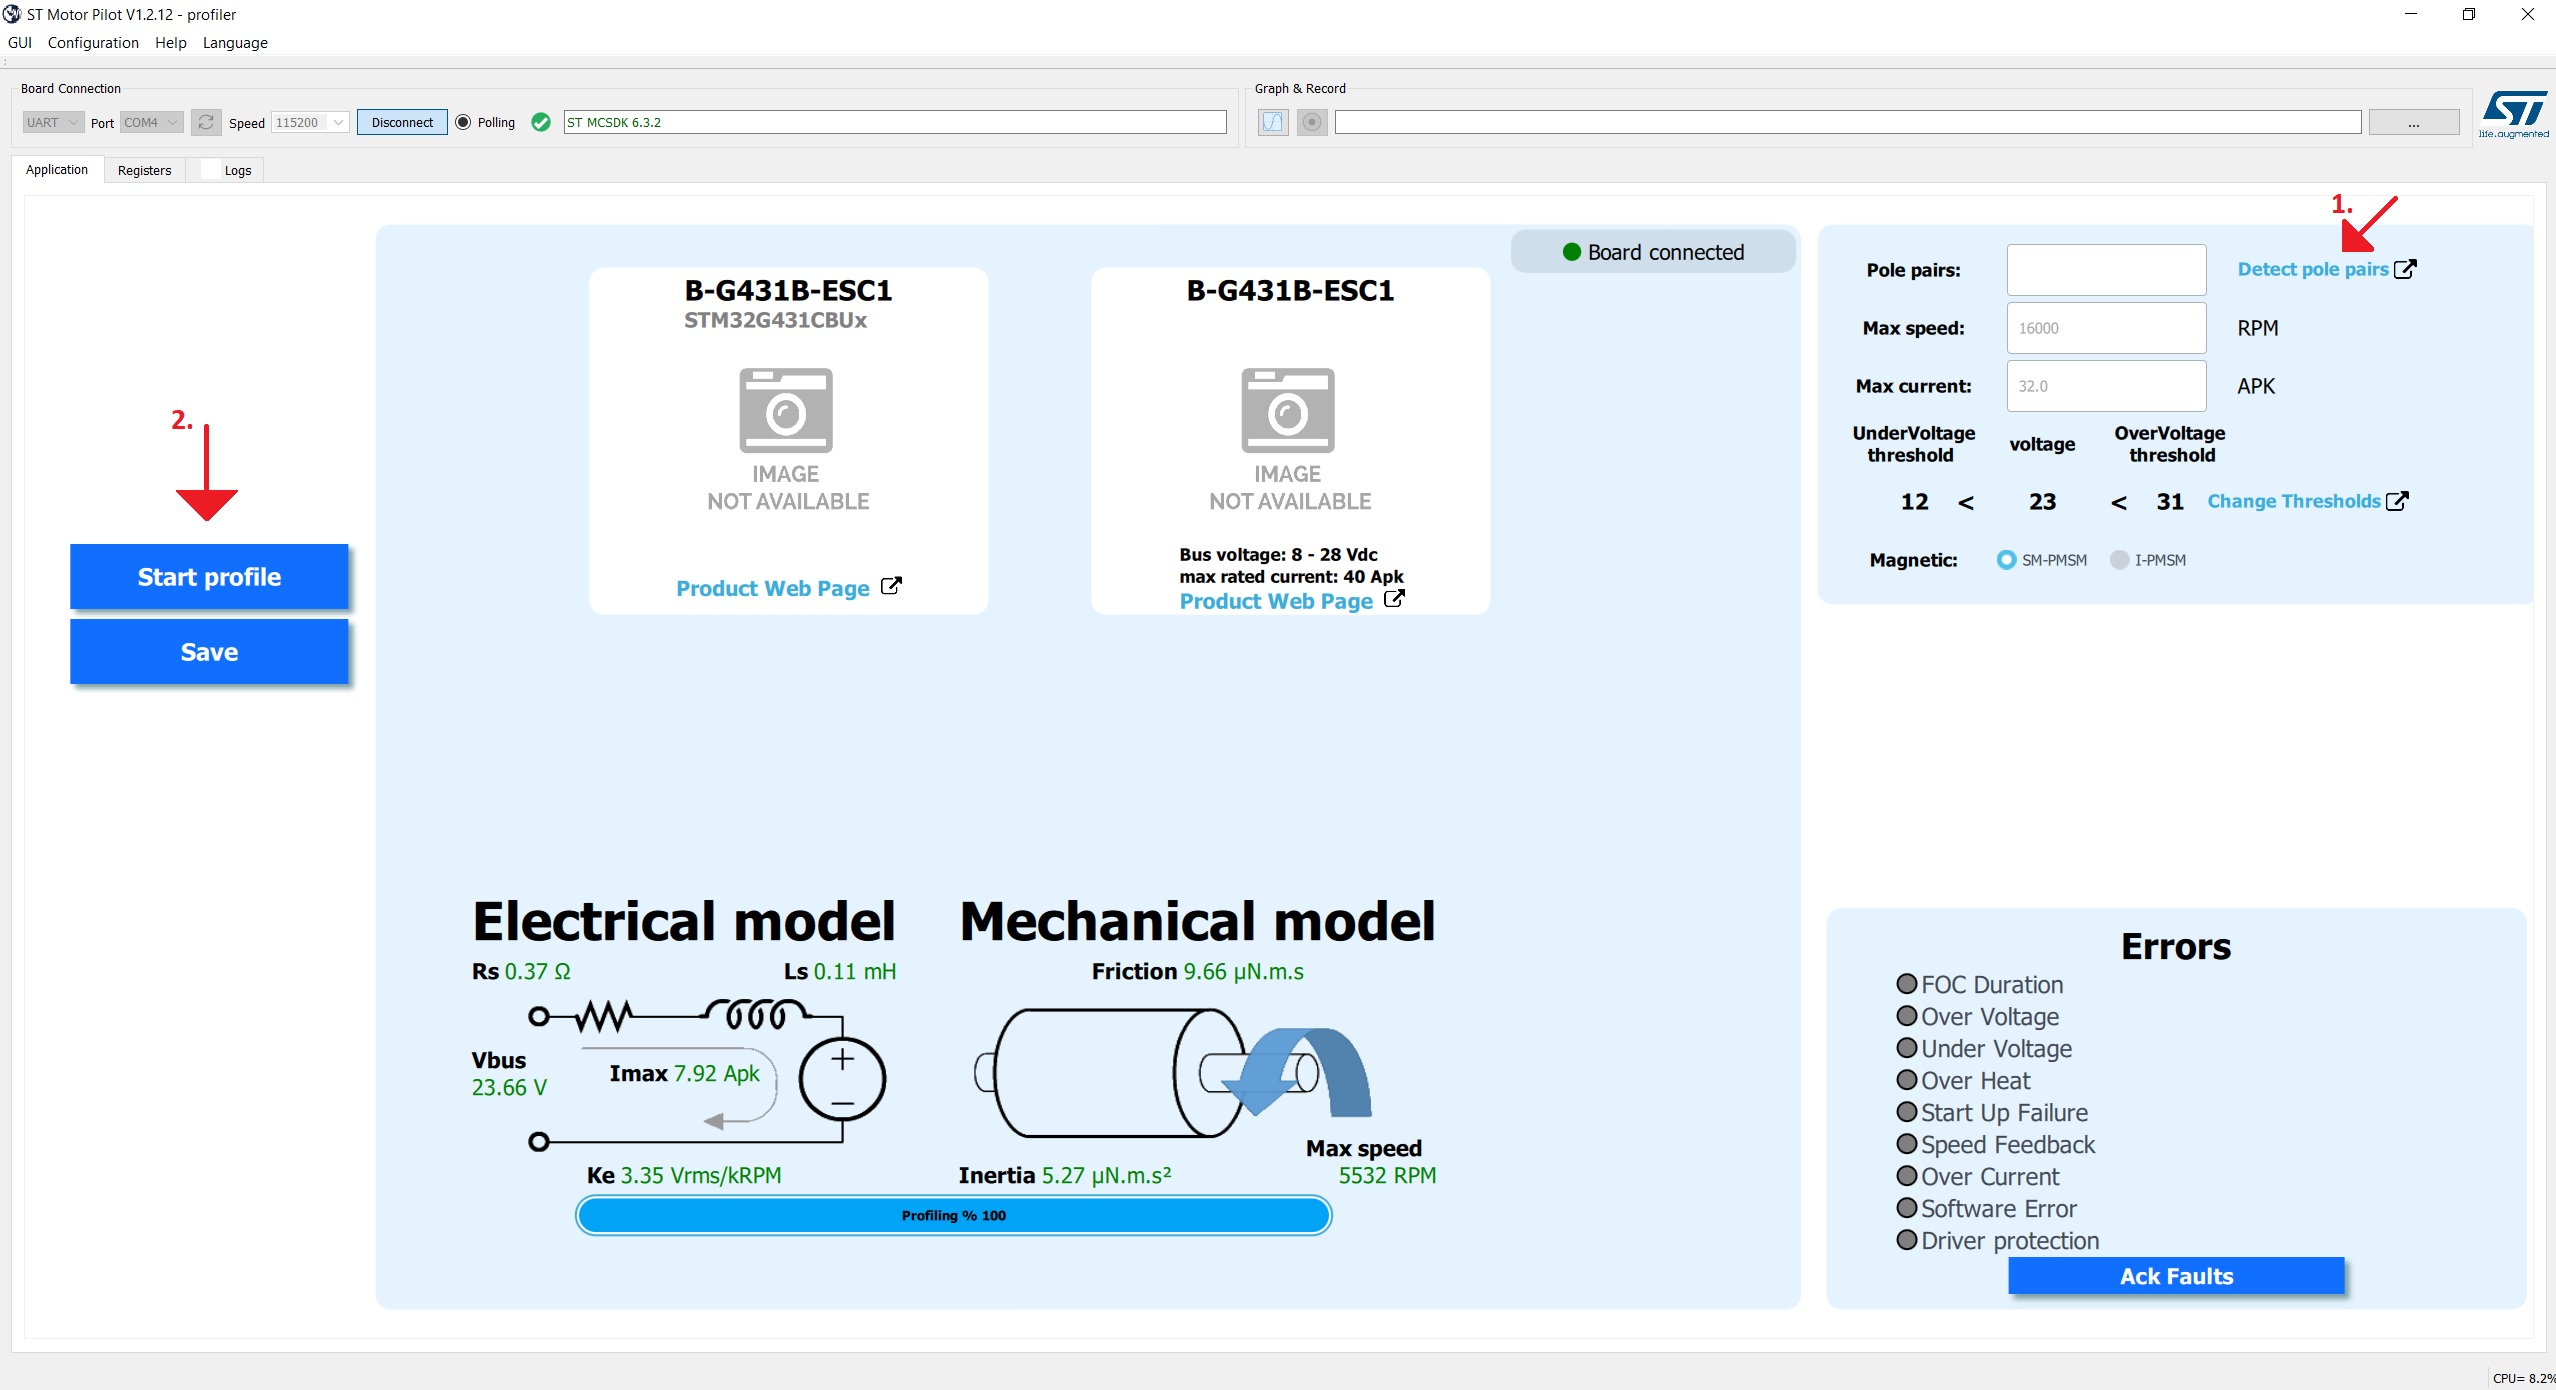 ST Motor Pilot V1.2.12 - profiler
GUI Configuration Help Language
Board Connection
Graph & Record
UART Port COM4 Speed 115200 Disconnect Polling ST MCSDK 6.3.2
...
ST
life.augmented
Application Registers Logs
1.
Board connected
B-G431B-ESC1
STM32G431CBUx
IMAGE
NOT AVAILABLE
Product Web Page
B-G431B-ESC1
IMAGE
NOT AVAILABLE
Bus voltage: 8 - 28 Vdc
max rated current: 40 Apk
Product Web Page
Pole pairs: Detect pole pairs
Max speed: 16000 RPM
Max current: 32.0 APK
UnderVoltage
threshold
voltage
OverVoltage
threshold
12 < 23 < 31 Change Thresholds
Magnetic: SM-PMSM I-PMSM
2.
Start profile
Save
Electrical model
Rs 0.37 Ω Ls 0.11 mH
Vbus
23.66 V
Imax 7.92 Apk
+
−
Ke 3.35 Vrms/kRPM
Mechanical model
Friction 9.66 µN.m.s
Max speed
5532 RPM
Inertia 5.27 µN.m.s²
Profiling % 100
Errors
FOC Duration
Over Voltage
Under Voltage
Over Heat
Start Up Failure
Speed Feedback
Over Current
Software Error
Driver protection
Ack Faults
CPU= 8.2%